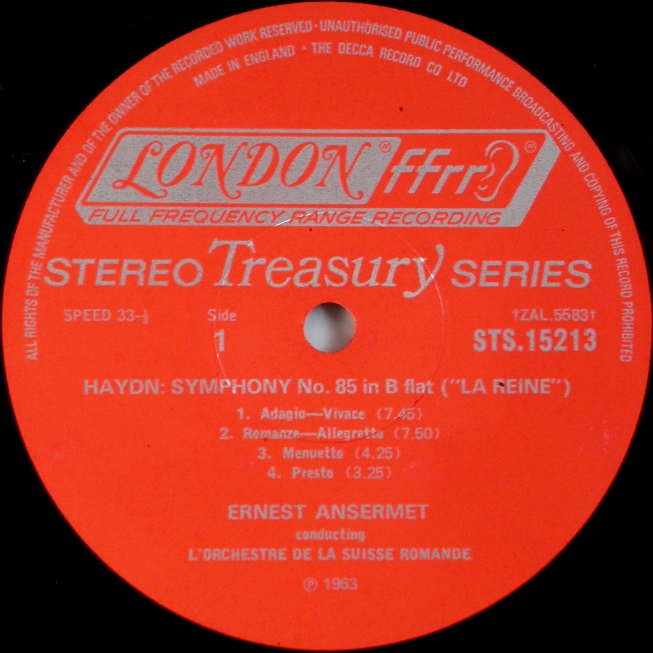 ALL RIGHTS OF THE MANUFACTURER AND OF THE OWNER OF THE RECORDED WORK RESERVED · UNAUTHORISED PUBLIC PERFORMANCE BROADCASTING AND COPYING OF THIS RECORD PROHIBITED
MADE IN ENGLAND · THE DECCA RECORD CO LTD
LONDON ® ffrr ®
FULL FREQUENCY RANGE RECORDING
STEREO Treasury SERIES
SPEED 33-⅓ Side †ZAL.5583†
1 STS.15213
HAYDN: SYMPHONY No. 85 in B flat ("LA REINE")
1. Adagio—Vivace (7.45)
2. Romanze—Allegretto (7.50)
3. Menuetto (4.25)
4. Presto (3.25)
ERNEST ANSERMET
conducting
L'ORCHESTRE DE LA SUISSE ROMANDE
℗ 1963